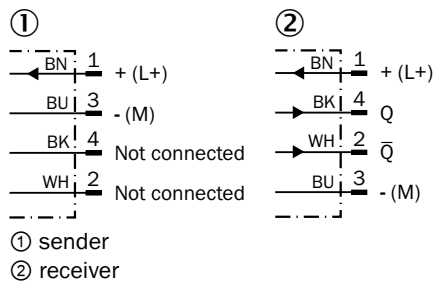 ①
BN 1 + (L+)
BU 3 - (M)
BK 4 Not connected
WH 2 Not connected
②
BN 1 + (L+)
BK 4 Q
WH 2 Q̅
BU 3 - (M)
① sender
② receiver